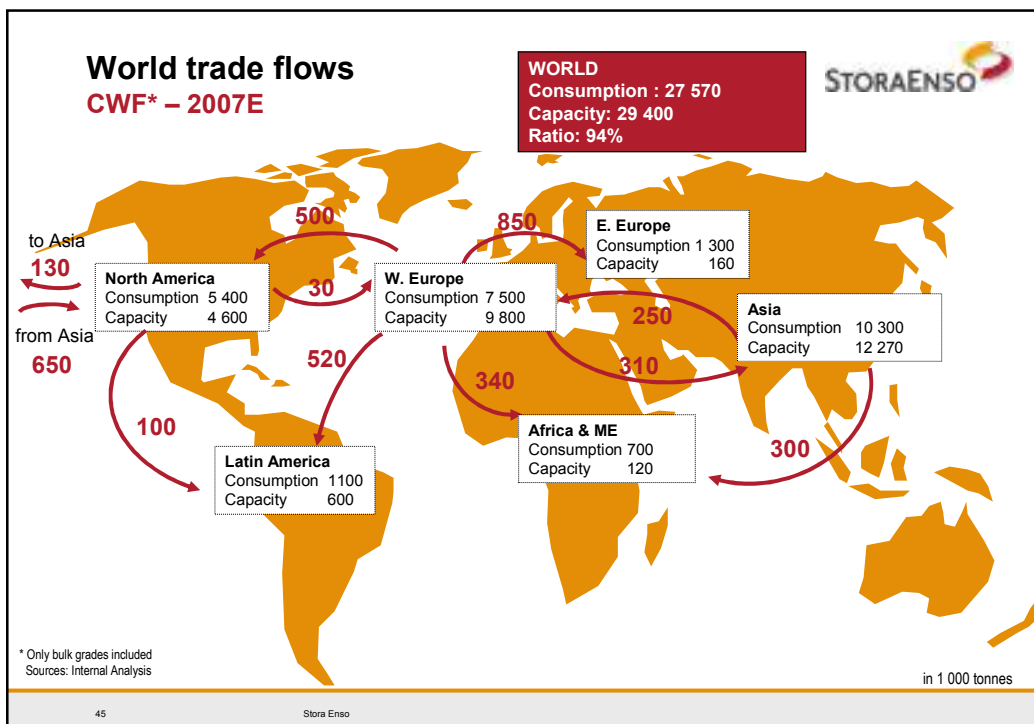 World trade flows
CWF* – 2007E
WORLD
Consumption : 27 570
Capacity: 29 400
Ratio: 94%
STORAENSO
500
850
E. Europe
Consumption 1 300
Capacity 160
to Asia
130
North America
Consumption 5 400
Capacity 4 600
30
W. Europe
Consumption 7 500
Capacity 9 800
250
Asia
Consumption 10 300
Capacity 12 270
from Asia
650
520
340
310
100
Africa & ME
Consumption 700
Capacity 120
300
Latin America
Consumption 1100
Capacity 600
* Only bulk grades included
Sources: Internal Analysis
in 1 000 tonnes
45
Stora Enso